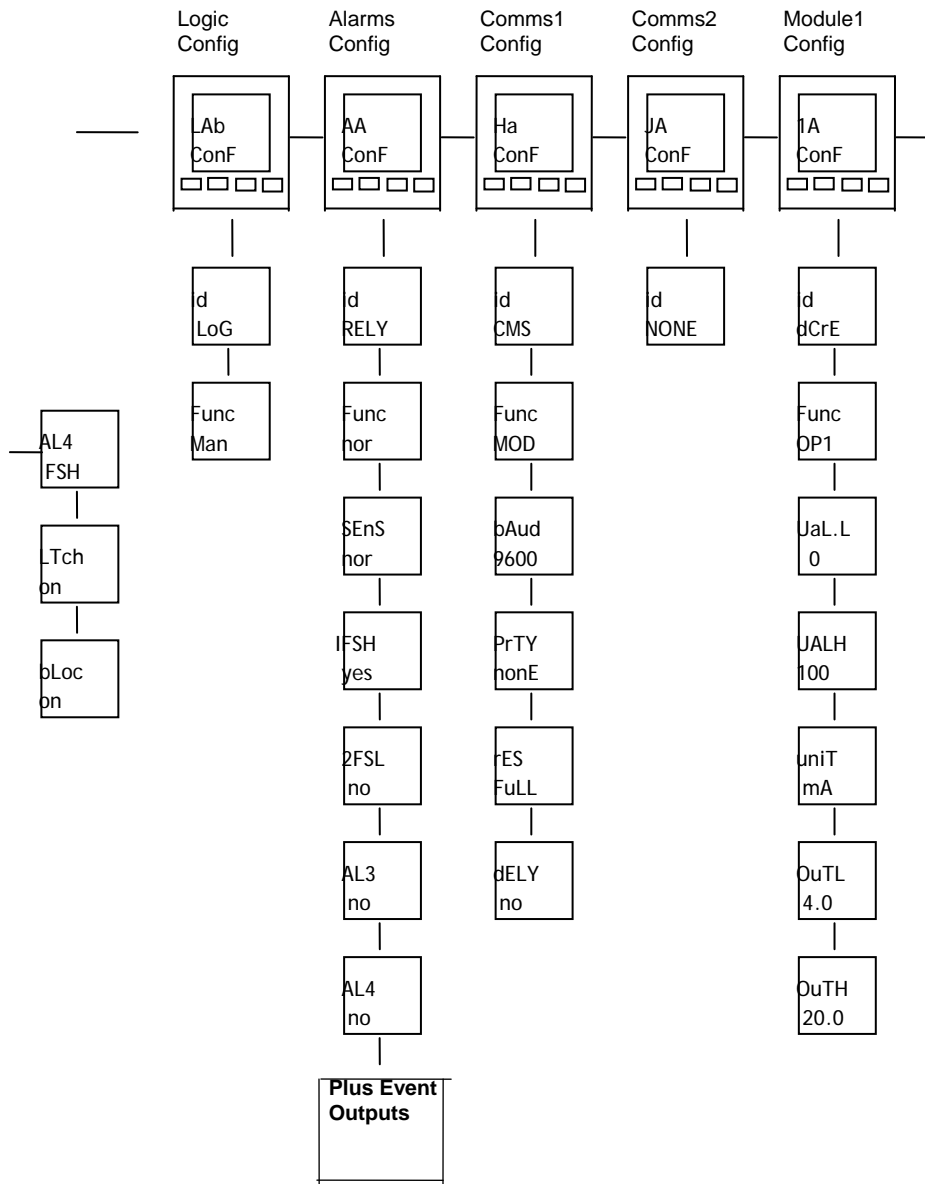 Logic
Config
Alarms
Config
Comms1
Config
Comms2
Config
Module1
Config
LAb
ConF
AA
ConF
Ha
ConF
JA
ConF
1A
ConF
id
LoG
Func
Man
AL4
FSH
LTch
on
bLoc
on
id
RELY
Func
nor
SEnS
nor
IFSH
yes
2FSL
no
AL3
no
AL4
no
Plus Event
Outputs
id
CMS
Func
MOD
bAud
9600
PrTY
nonE
rES
FuLL
dELY
no
id
NONE
id
dCrE
Func
OP1
UaL.L
0
UALH
100
uniT
mA
OuTL
4.0
OuTH
20.0